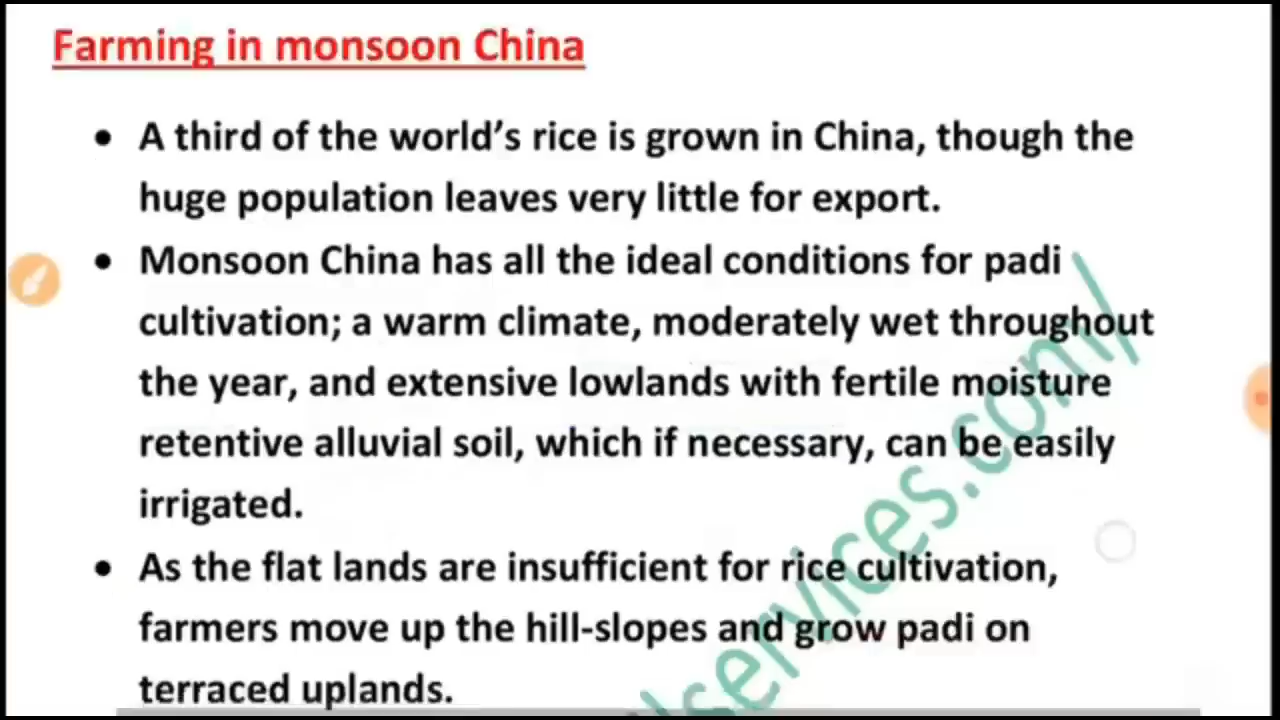 Farming in monsoon China
• A third of the world's rice is grown in China, though the
huge population leaves very little for export.
• Monsoon China has all the ideal conditions for padi
cultivation; a warm climate, moderately wet throughout
the year, and extensive lowlands with fertile moisture
retentive alluvial soil, which if necessary, can be easily
irrigated.
• As the flat lands are insufficient for rice cultivation,
farmers move up the hill-slopes and grow padi on
terraced uplands.
services.com/